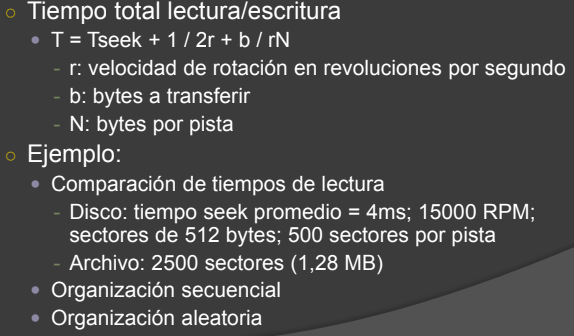 Tiempo total lectura/escritura
T = Tseek + 1 / 2r + b / rN
- r: velocidad de rotación en revoluciones por segundo
- b: bytes a transferir
- N: bytes por pista
Ejemplo:
Comparación de tiempos de lectura
- Disco: tiempo seek promedio = 4ms; 15000 RPM;
sectores de 512 bytes; 500 sectores por pista
- Archivo: 2500 sectores (1,28 MB)
Organización secuencial
Organización aleatoria